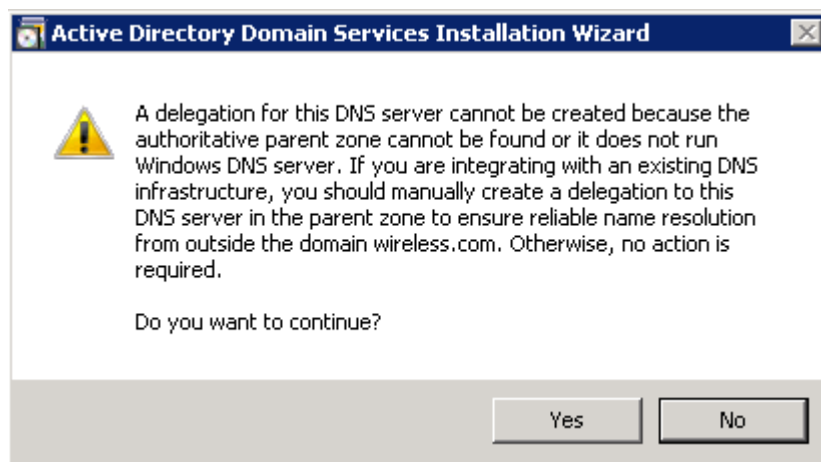 Active Directory Domain Services Installation Wizard
A delegation for this DNS server cannot be created because the
authoritative parent zone cannot be found or it does not run
Windows DNS server. If you are integrating with an existing DNS
infrastructure, you should manually create a delegation to this
DNS server in the parent zone to ensure reliable name resolution
from outside the domain wireless.com. Otherwise, no action is
required.
Do you want to continue?
Yes
No